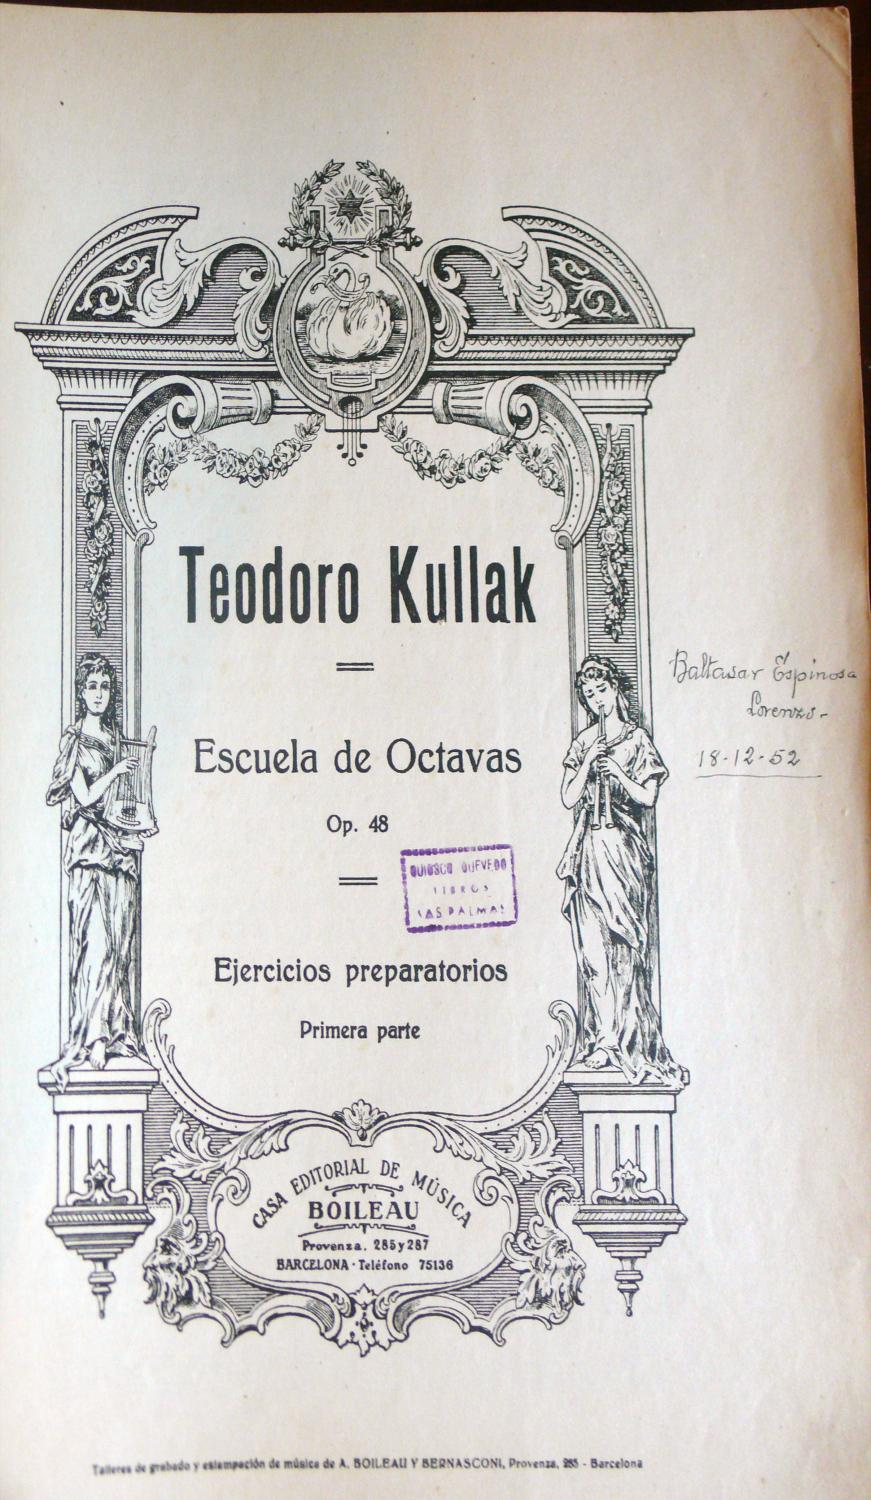 Teodoro Kullak
Escuela de Octavas
Op. 48
Ejercicios preparatorios
Primera parte
Baltasar Espinosa
Lorenzo-
18-12-52
QUIOSCO QUEVEDO
LIBROS
LAS PALMAS
CASA EDITORIAL DE MÚSICA
BOILEAU
Provenza, 285 y 287
BARCELONA · Teléfono 75136
Talleres de grabado y estampación de música de A. BOILEAU Y BERNASCONI, Provenza, 285 - Barcelona